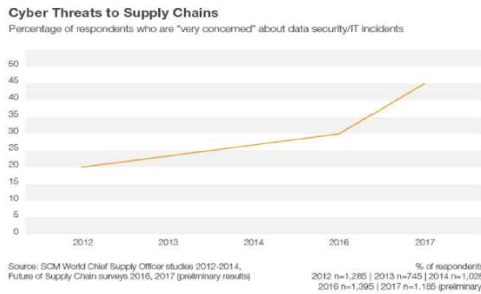 Cyber Threats to Supply Chains
Percentage of respondents who are "very concerned" about data security/IT incidents
50
45
40
35
30
25
20
15
10
5
0
2012 2013 2014 2016 2017
Source: SCM World Chief Supply Officer studies 2012-2014,
Future of Supply Chain surveys 2016, 2017 (preliminary results)
% of respondents
2012 n=1,285 | 2013 n=745 | 2014 n=1,028
2016 n=1,395 | 2017 n=1,185 (preliminary